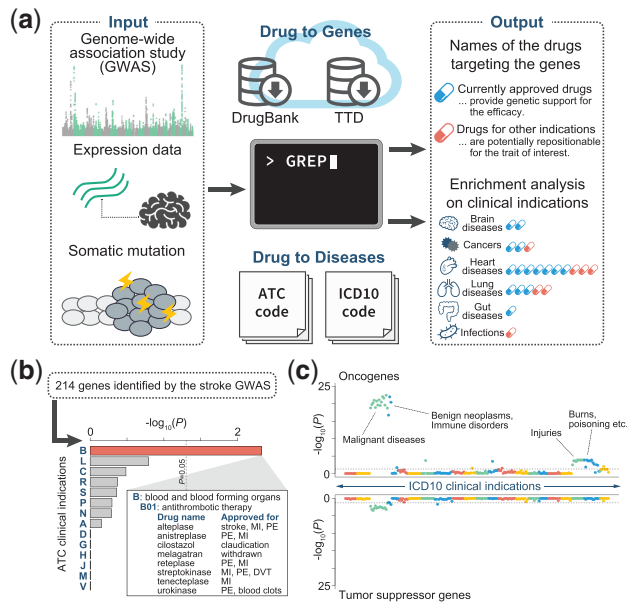 (a)
Input
Genome-wide
association study
(GWAS)
Expression data
Somatic mutation
Drug to Genes
DrugBank
TTD
> GREP
Drug to Diseases
ATC
code
ICD10
code
Output
Names of the drugs
targeting the genes
Currently approved drugs
... provide genetic support for
the efficacy.
Drugs for other indications
... are potentially repositionable
for the trait of interest.
Enrichment analysis
on clinical indications
Brain
diseases
Cancers
Heart
diseases
Lung
diseases
Gut
diseases
Infections
(b)
214 genes identified by the stroke GWAS
-log10(P)
0
2
ATC clinical indications
B
L
C
R
S
P
N
A
D
G
H
J
M
V
P=0.05
B: blood and blood forming organs
B01: antithrombotic therapy
Drug name Approved for
alteplase stroke, MI, PE
anistreplase PE, MI
cilostazol claudication
melagatran withdrawn
reteplase PE, MI
streptokinase MI, PE, DVT
tenecteplase MI
urokinase PE, blood clots
(c)
Oncogenes
25
-log10(P)
0
Malignant diseases
Benign neoplasms,
Immune disorders
Injuries
Burns,
poisoning etc.
ICD10 clinical indications
0
-log10(P)
25
Tumor suppressor genes